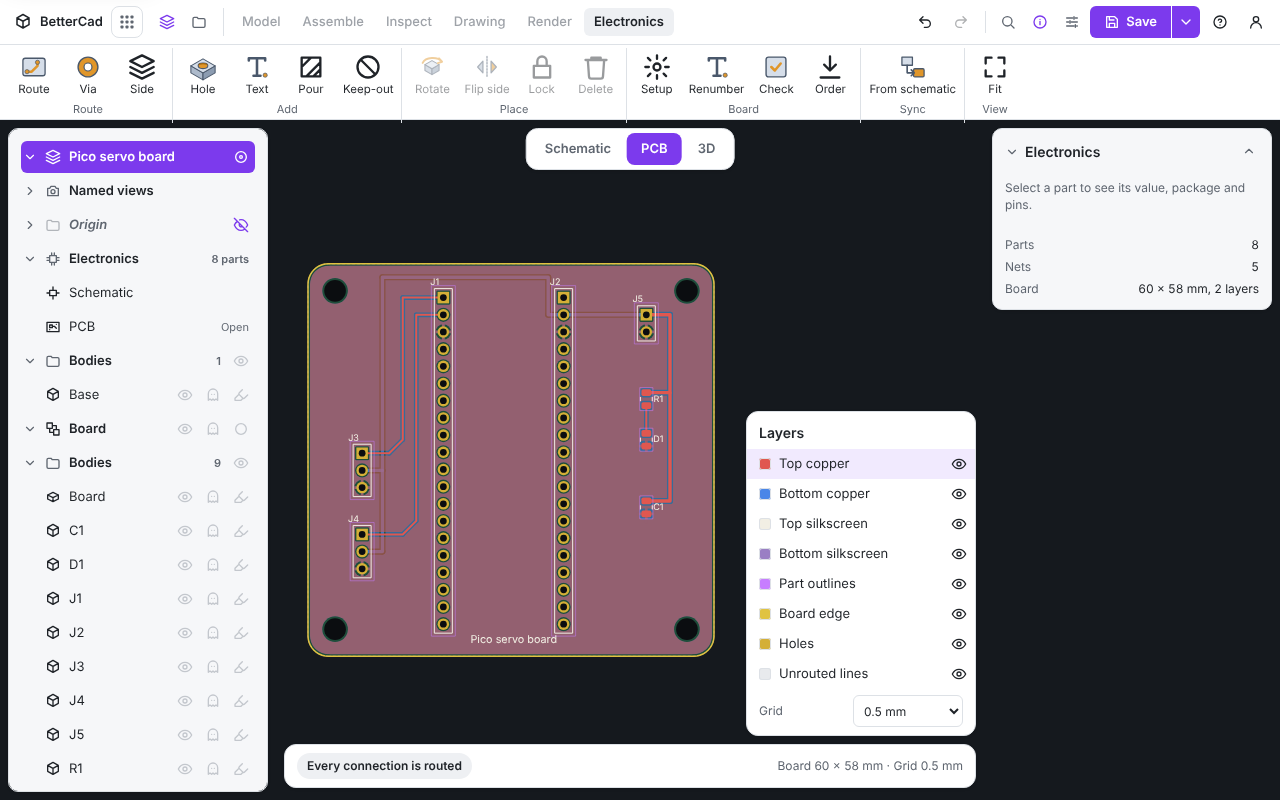 BetterCad
Model
Assemble
Inspect
Drawing
Render
Electronics
Save
Route
Via
Side
Hole
Text
Pour
Keep-out
Rotate
Flip side
Lock
Delete
Setup
Renumber
Check
Order
From schematic
Fit
Route
Add
Place
Board
Sync
View
Pico servo board
Named views
Origin
Electronics
8 parts
Schematic
PCB
Open
Bodies
1
Base
Board
Bodies
9
Board
C1
D1
J1
J2
J3
J4
J5
R1
Schematic
PCB
3D
J1
J2
J5
R1
D1
J3
C1
J4
Pico servo board
Layers
Top copper
Bottom copper
Top silkscreen
Bottom silkscreen
Part outlines
Board edge
Holes
Unrouted lines
Grid
0.5 mm
Every connection is routed
Board 60 × 58 mm · Grid 0.5 mm
Electronics
Select a part to see its value, package and
pins.
Parts
8
Nets
5
Board
60 × 58 mm, 2 layers